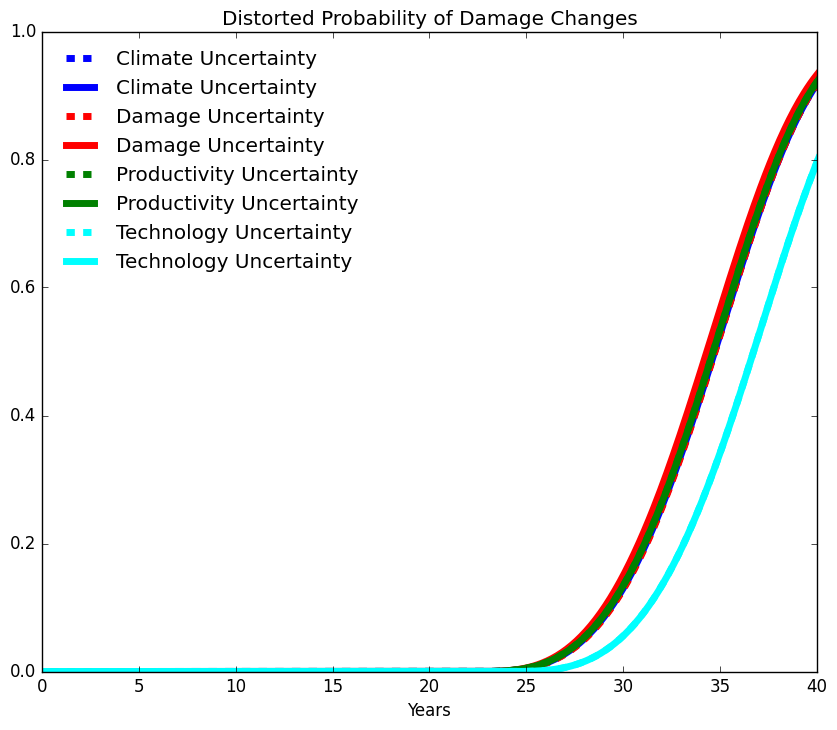 Distorted Probability of Damage Changes
1.0
0.8
0.6
0.4
0.2
0.0
Climate Uncertainty
Climate Uncertainty
Damage Uncertainty
Damage Uncertainty
Productivity Uncertainty
Productivity Uncertainty
Technology Uncertainty
Technology Uncertainty
0 5 10 15 20 25 30 35 40
Years